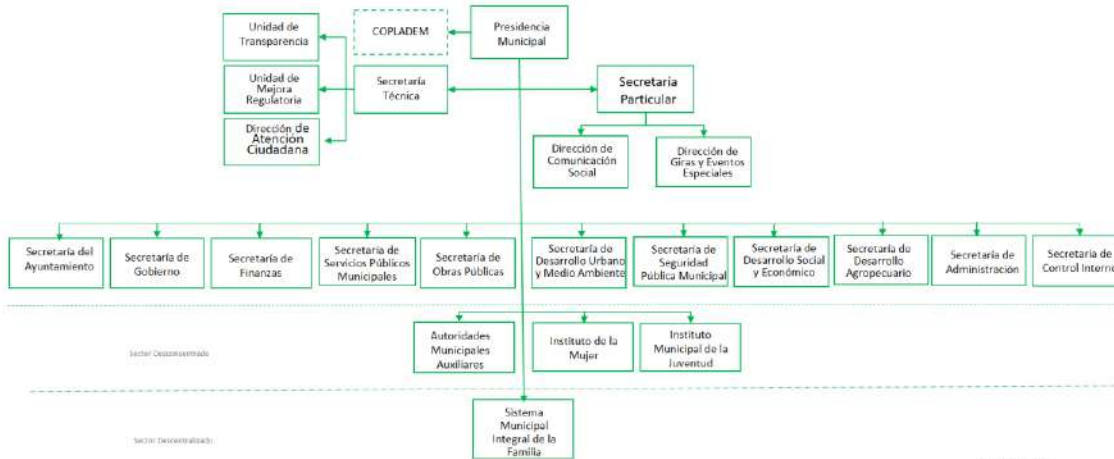 Unidad de
Transparencia
COPLADEM
Presidencia
Municipal
Unidad de
Mejora
Regulatoria
Secretaría
Técnica
Secretaría
Particular
Dirección de
Atención
Ciudadana
Dirección de
Comunicación
Social
Dirección de
Giras y Eventos
Especiales
Secretaría del
Ayuntamiento
Secretaría de
Gobierno
Secretaría de
Finanzas
Secretaría de
Servicios Públicos
Municipales
Secretaría de
Obras Públicas
Secretaría de
Desarrollo Urbano
y Medio Ambiente
Secretaría de
Seguridad
Pública Municipal
Secretaría de
Desarrollo Social
y Económico
Secretaría de
Desarrollo
Agropecuario
Secretaría de
Administración
Secretaría de
Control Interno
Autoridades
Municipales
Auxiliares
Instituto de la
Mujer
Instituto
Municipal de la
Juventud
Sector Desconcentrado
Sistema
Municipal
Integral de la
Familia
Sector Descentralizado